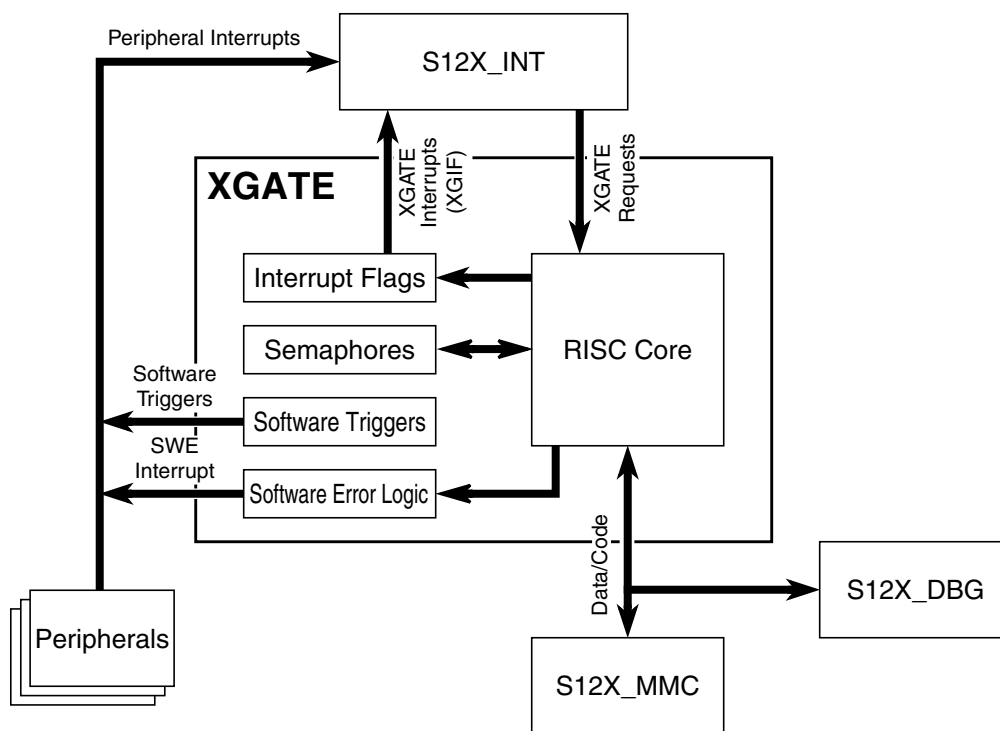 Peripheral Interrupts
S12X_INT
XGATE
XGATE
Interrupts
(XGIF)
XGATE
Requests
Interrupt Flags
Semaphores
RISC Core
Software
Triggers
Software Triggers
SWE
Interrupt
Software Error Logic
Data/Code
S12X_DBG
Peripherals
S12X_MMC